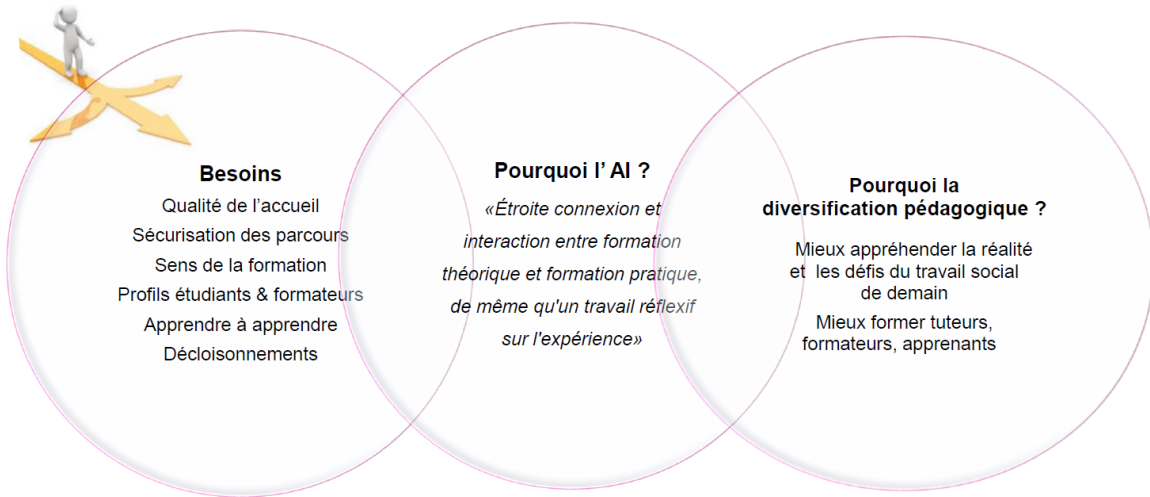 Besoins
Qualité de l'accueil
Sécurisation des parcours
Sens de la formation
Profils étudiants & formateurs
Apprendre à apprendre
Décloisonnements
Pourquoi l' AI ?
«Étroite connexion et
interaction entre formation
théorique et formation pratique,
de même qu'un travail réflexif
sur l'expérience»
Pourquoi la
diversification pédagogique ?
Mieux appréhender la réalité
et les défis du travail social
de demain
Mieux former tuteurs,
formateurs, apprenants